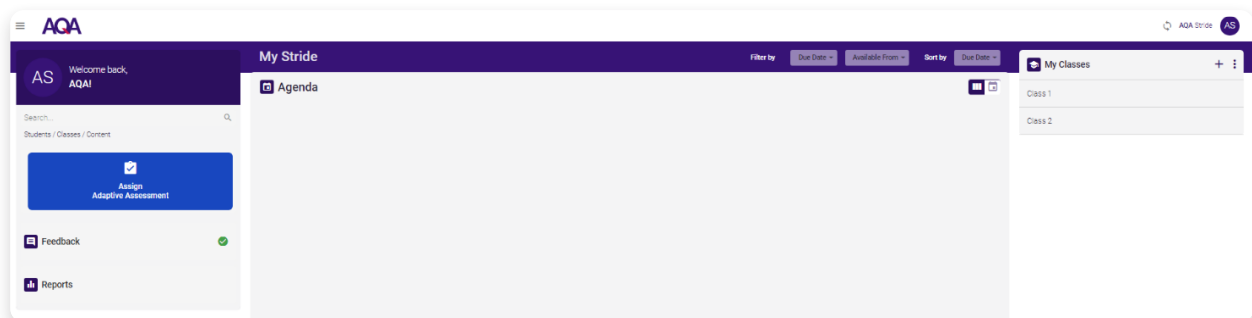 AQA
AQA Stride
AS
AS
Welcome back,
AQA!
Search...
Students / Classes / Content
Assign
Adaptive Assessment
Feedback
Reports
My Stride
Filter by
Due Date
Available From
Sort by
Due Date
Agenda
My Classes
Class 1
Class 2